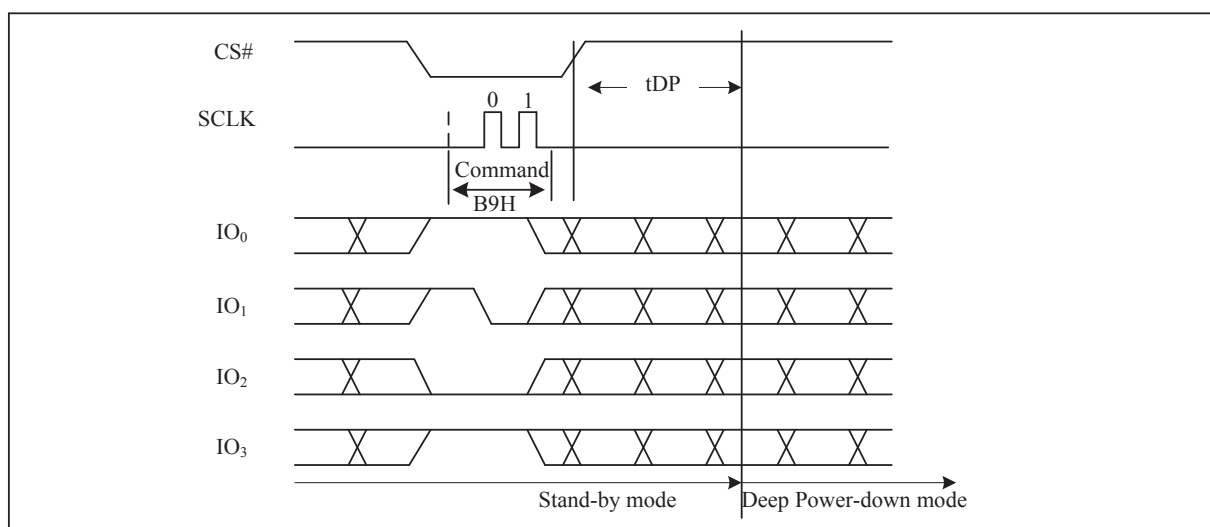 CS#
tDP
SCLK
0 1
Command
B9H
IO0
IO1
IO2
IO3
Stand-by mode
Deep Power-down mode